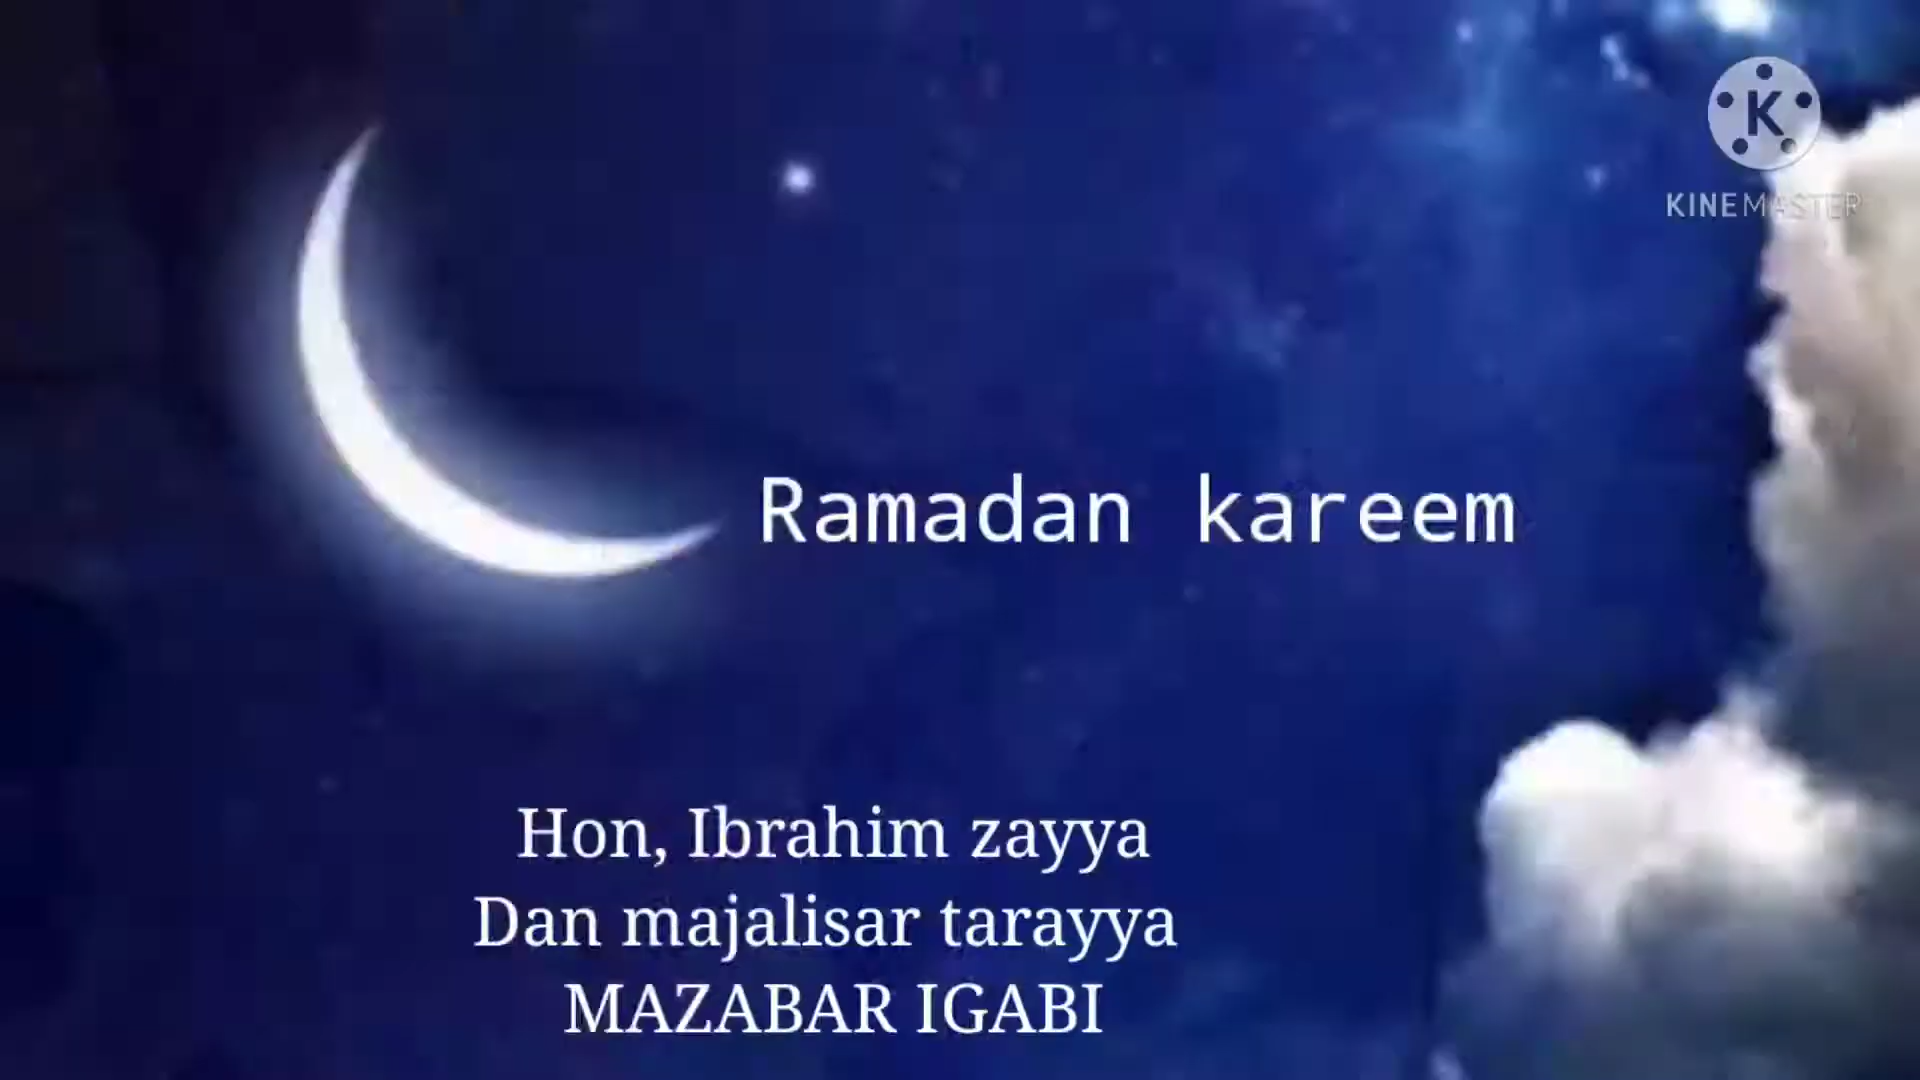 K
KINEMASTER
Ramadan kareem
Hon, Ibrahim zayya
Dan majalisar tarayya
MAZABAR IGABI